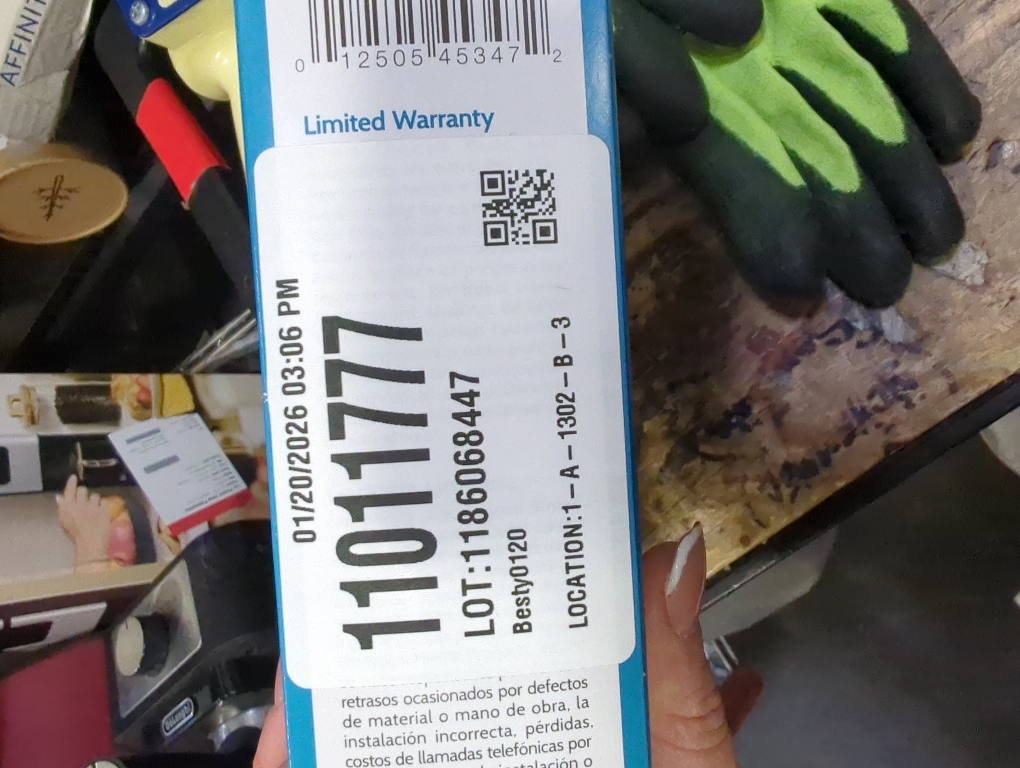 AFFINIT
0 12505 45347 2
Limited Warranty
01/20/2026 03:06 PM
11011777
LOT:1186068447
Besty0120
LOCATION:1-A-1302-B-3
retrasos ocasionados por defectos
de material o mano de obra, la
instalación incorrecta, pérdidas,
costos de llamadas telefónicas por
instalación o
DeLonghi